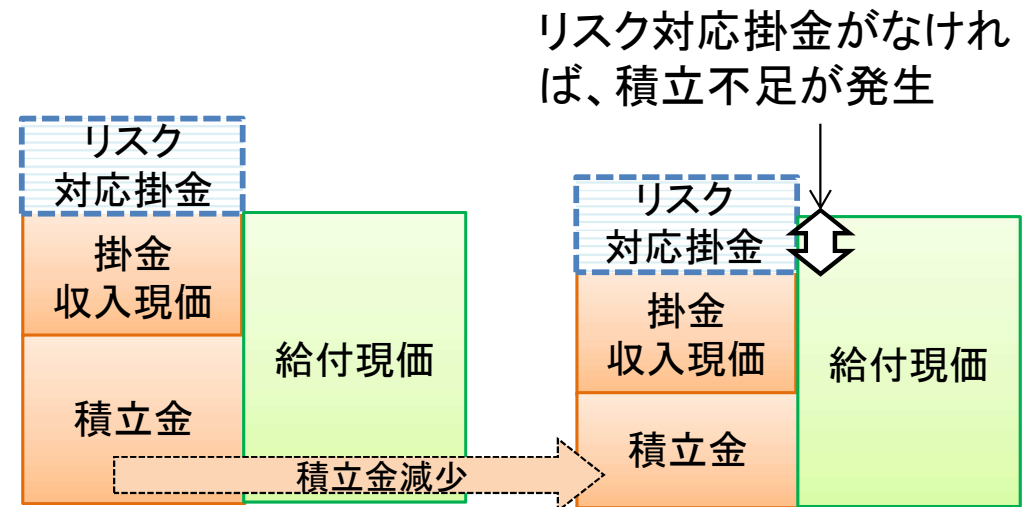 リスク対応掛金がなけれ
ば、積立不足が発生
リスク
対応掛金
掛金
収入現価
積立金
給付現価
積立金減少
リスク
対応掛金
掛金
収入現価
積立金
給付現価